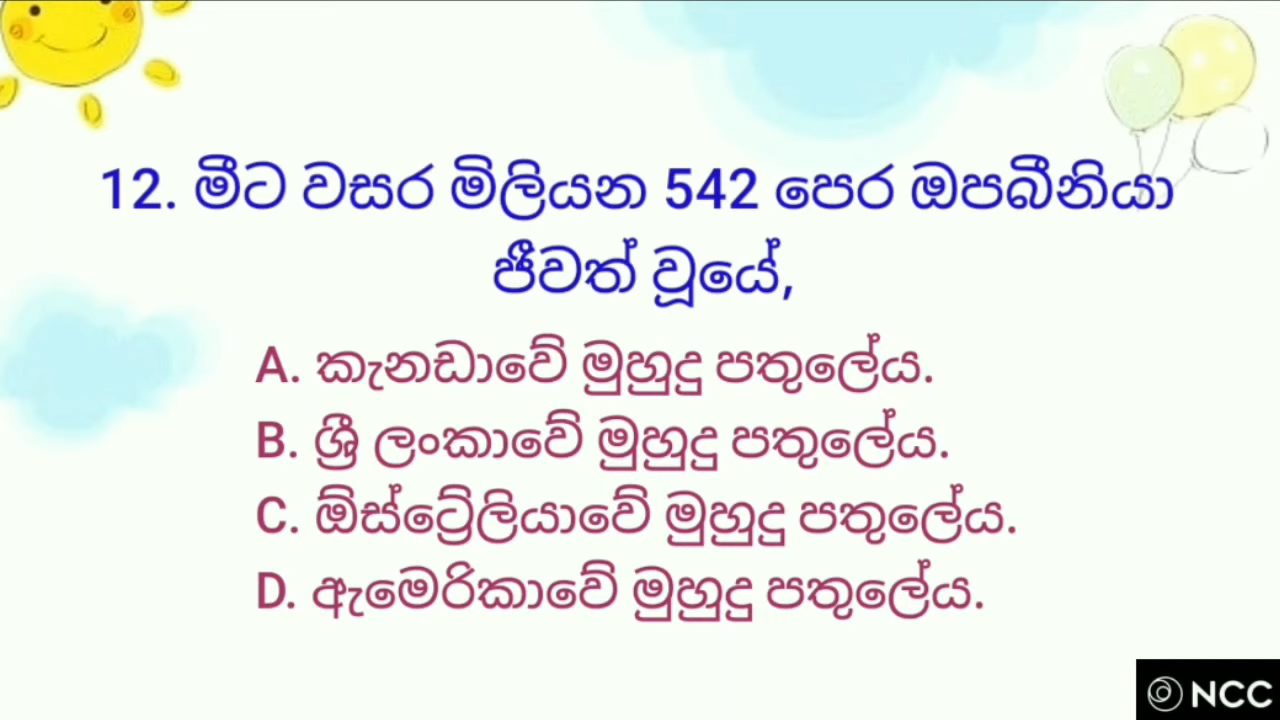 12. මීට වසර මිලියන 542 පෙර ඔපබීනියා
ජීවත් වූයේ,
A. කැනඩාවේ මුහුදු පතුලේය.
B. ශ්‍රී ලංකාවේ මුහුදු පතුලේය.
C. ඕස්ට්‍රේලියාවේ මුහුදු පතුලේය.
D. ඇමෙරිකාවේ මුහුදු පතුලේය.
NCC